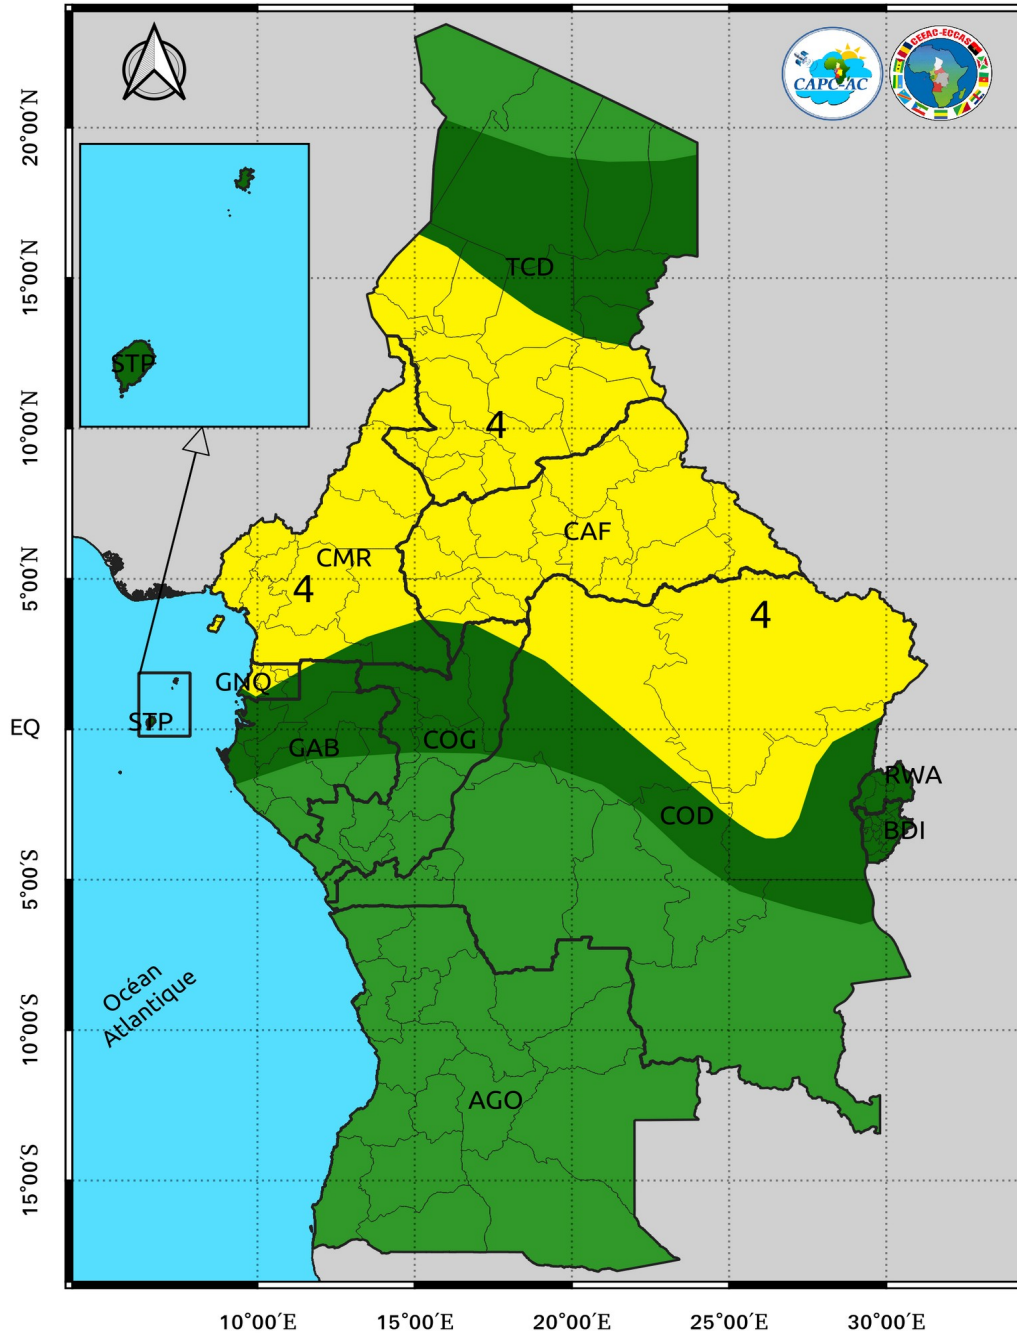 CAPC-AC
CEEAC-ECCAS
20°00′N
15°00′N
10°00′N
5°00′N
EQ
5°00′S
10°00′S
15°00′S
STP
TCD
4
CAF
CMR
4
4
GNQ
STP
GAB
COG
RWA
COD
BDI
Océan
Atlantique
AGO
10°00′E
15°00′E
20°00′E
25°00′E
30°00′E